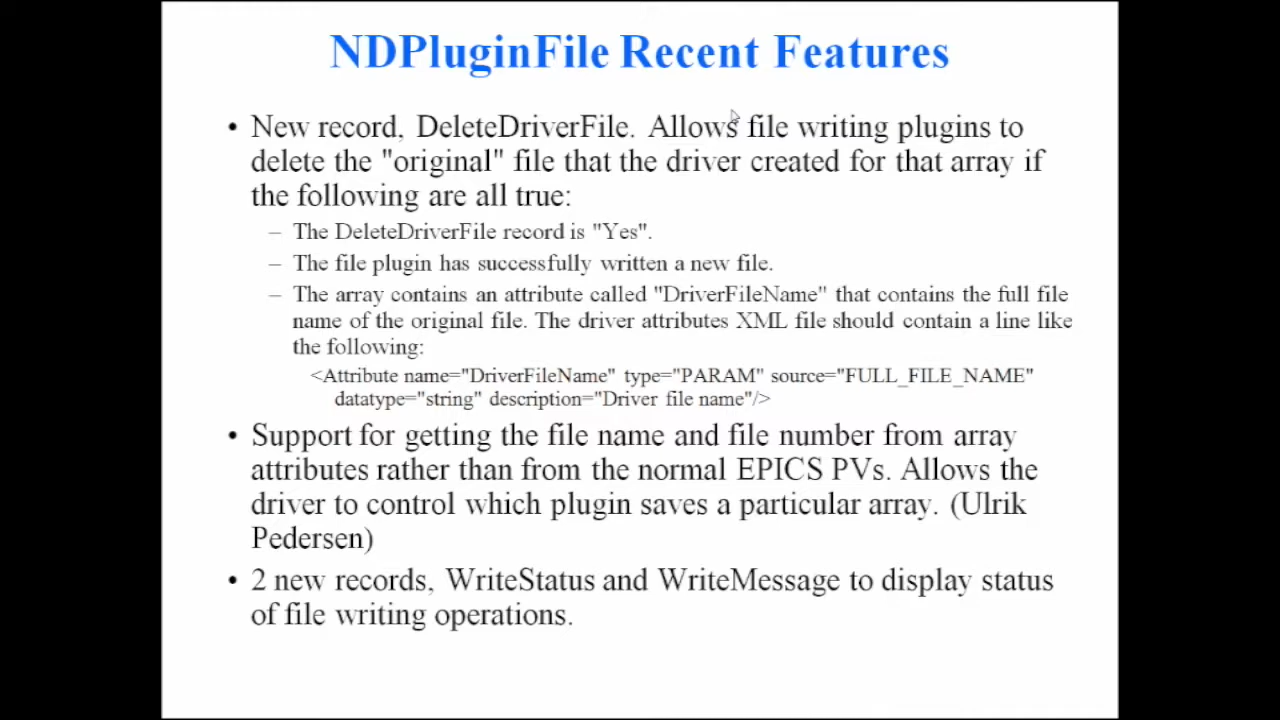 NDPluginFile Recent Features
• New record, DeleteDriverFile. Allows file writing plugins to
delete the "original" file that the driver created for that array if
the following are all true:
– The DeleteDriverFile record is "Yes".
– The file plugin has successfully written a new file.
– The array contains an attribute called "DriverFileName" that contains the full file
name of the original file. The driver attributes XML file should contain a line like
the following:
<Attribute name="DriverFileName" type="PARAM" source="FULL_FILE_NAME"
datatype="string" description="Driver file name"/>
• Support for getting the file name and file number from array
attributes rather than from the normal EPICS PVs. Allows the
driver to control which plugin saves a particular array. (Ulrik
Pedersen)
• 2 new records, WriteStatus and WriteMessage to display status
of file writing operations.